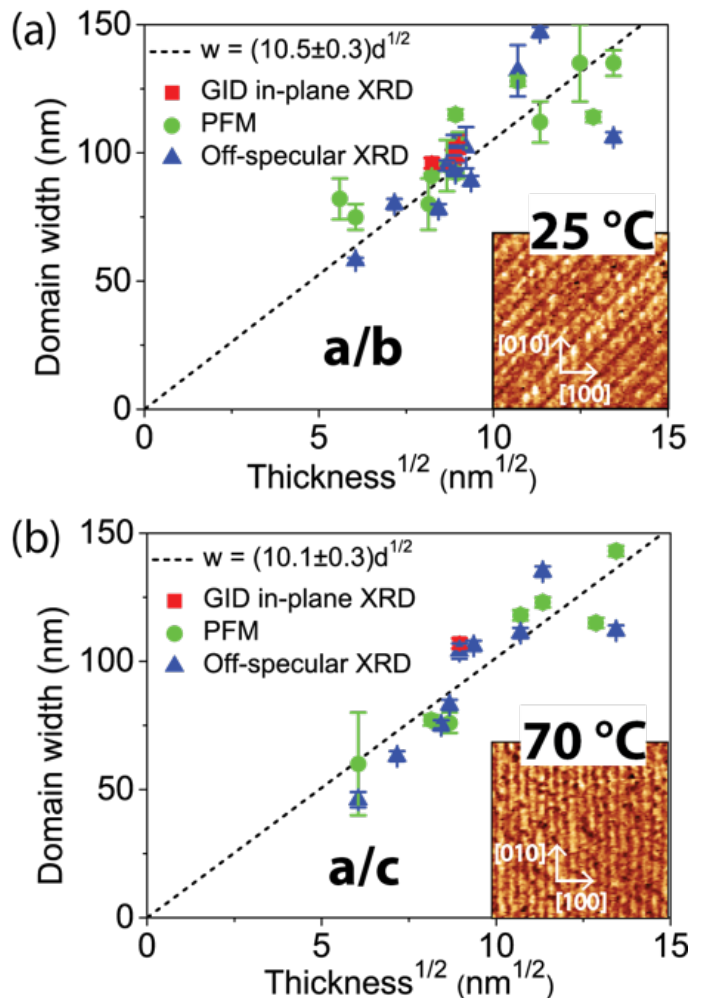 (a)
150
100
50
0
Domain width (nm)
w = (10.5±0.3)d^1/2
GID in-plane XRD
PFM
Off-specular XRD
25 °C
a/b
[010]
[100]
0 5 10 15
Thickness^1/2 (nm^1/2)
(b)
150
100
50
0
Domain width (nm)
w = (10.1±0.3)d^1/2
GID in-plane XRD
PFM
Off-specular XRD
70 °C
a/c
[010]
[100]
0 5 10 15
Thickness^1/2 (nm^1/2)